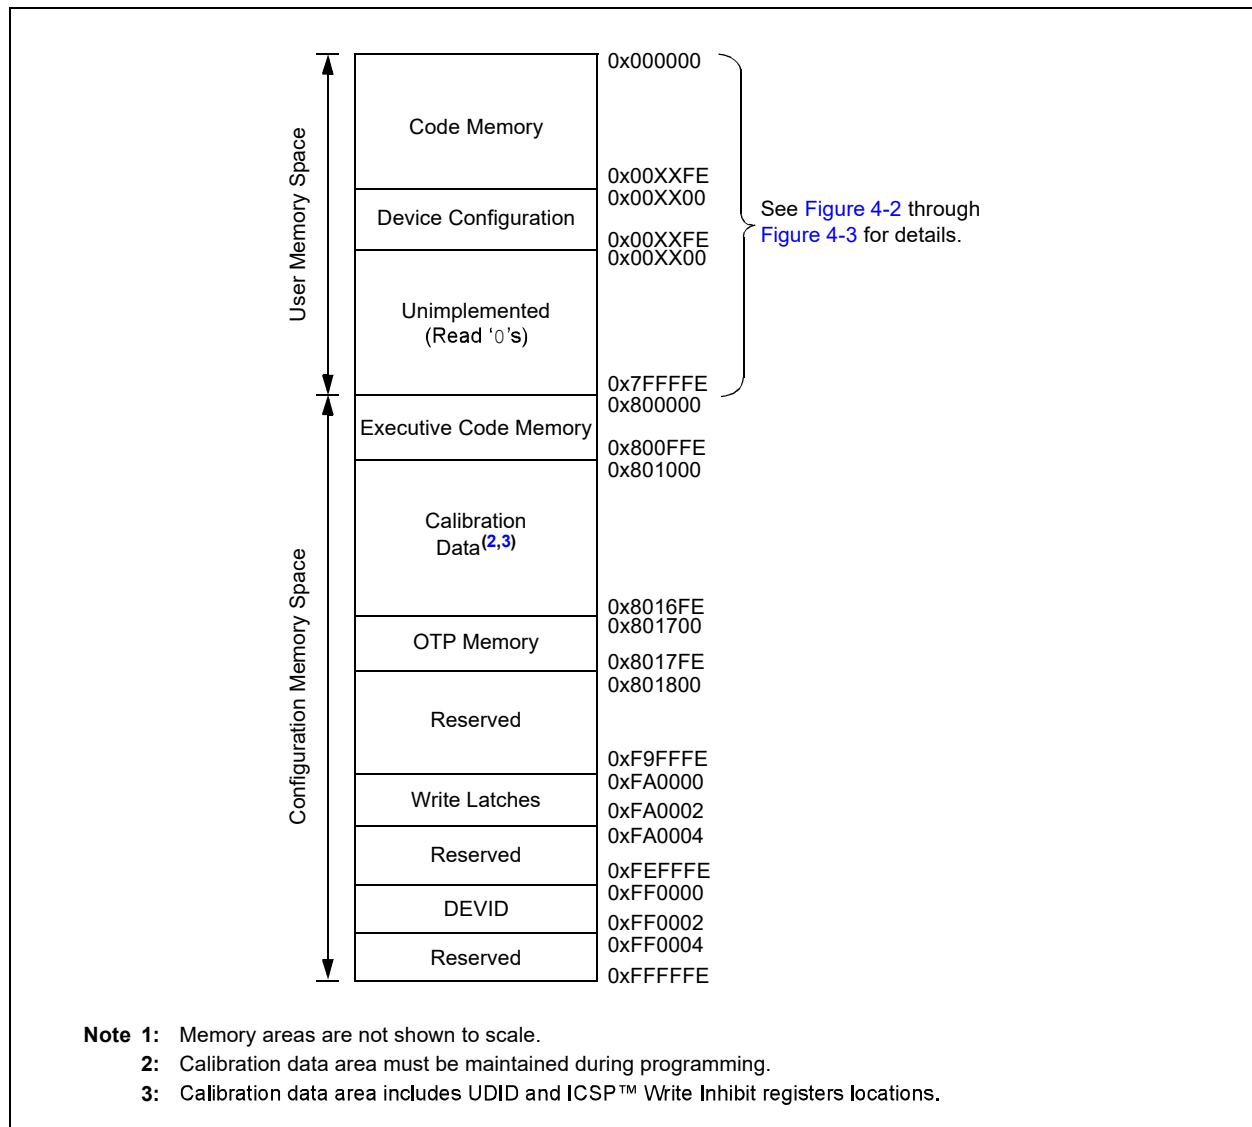 0x000000
Code Memory
0x00XXFE
0x00XX00
Device Configuration
0x00XXFE
0x00XX00
See Figure 4-2 through
Figure 4-3 for details.
Unimplemented
(Read ‘0’s)
0x7FFFFE
User Memory Space
0x800000
Executive Code Memory
0x800FFE
0x801000
Calibration
Data(2,3)
0x8016FE
0x801700
OTP Memory
0x8017FE
0x801800
Reserved
0xF9FFFE
0xFA0000
Write Latches
0xFA0002
0xFA0004
Reserved
0xFEFFFE
0xFF0000
DEVID
0xFF0002
0xFF0004
Reserved
0xFFFFFE
Configuration Memory Space
Note 1: Memory areas are not shown to scale.
2: Calibration data area must be maintained during programming.
3: Calibration data area includes UDID and ICSP™ Write Inhibit registers locations.